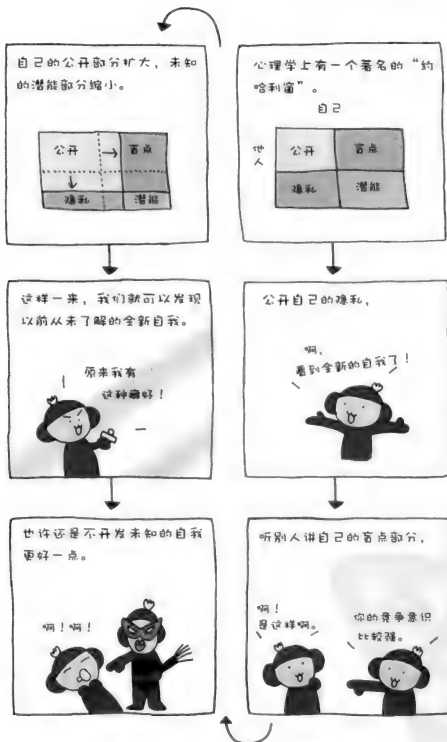 心理学上有一个著名的“约
哈利窗”。
自己
他人
公开
盲点
隐私
潜能
公开自己的隐私，
啊，
看到全新的自我了！
听别人讲自己的盲点部分，
啊！
是这样啊。
你的竞争意识
比较强。
自己的公开部分扩大，未知
的潜能部分缩小。
公开
盲点
隐私
潜能
这样一来，我们就可以发现
以前从未了解的全新自我。
原来我有
这种癖好！
也许还是不开发未知的自我
更好一点。
啊！啊！